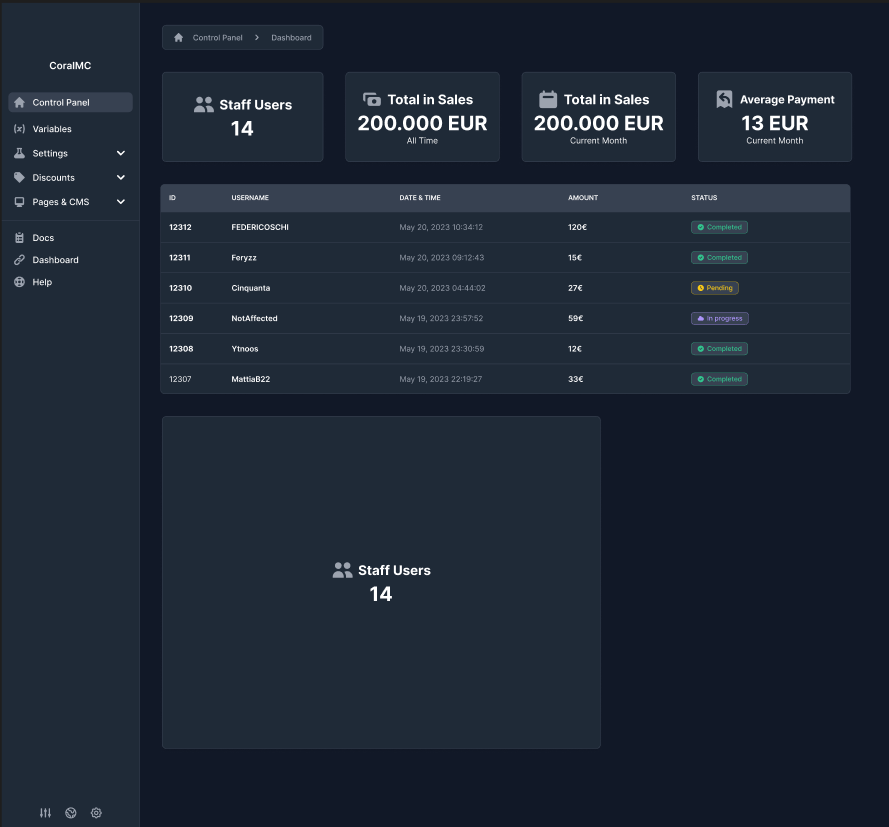 CoralMC
Control Panel
Variables
Settings
Discounts
Pages & CMS
Docs
Dashboard
Help
Control Panel > Dashboard
Staff Users
14
Total in Sales
200.000 EUR
All Time
Total in Sales
200.000 EUR
Current Month
Average Payment
13 EUR
Current Month
ID USERNAME DATE & TIME AMOUNT STATUS
12312 FEDERICOSCHI May 20, 2023 10:34:12 120€ Completed
12311 Feryzz May 20, 2023 09:12:43 15€ Completed
12310 Cinquanta May 20, 2023 04:44:02 27€ Pending
12309 NotAffected May 19, 2023 23:57:52 59€ In progress
12308 Ytnoos May 19, 2023 23:30:59 12€ Completed
12307 MattiaB22 May 19, 2023 22:19:27 33€ Completed
Staff Users
14